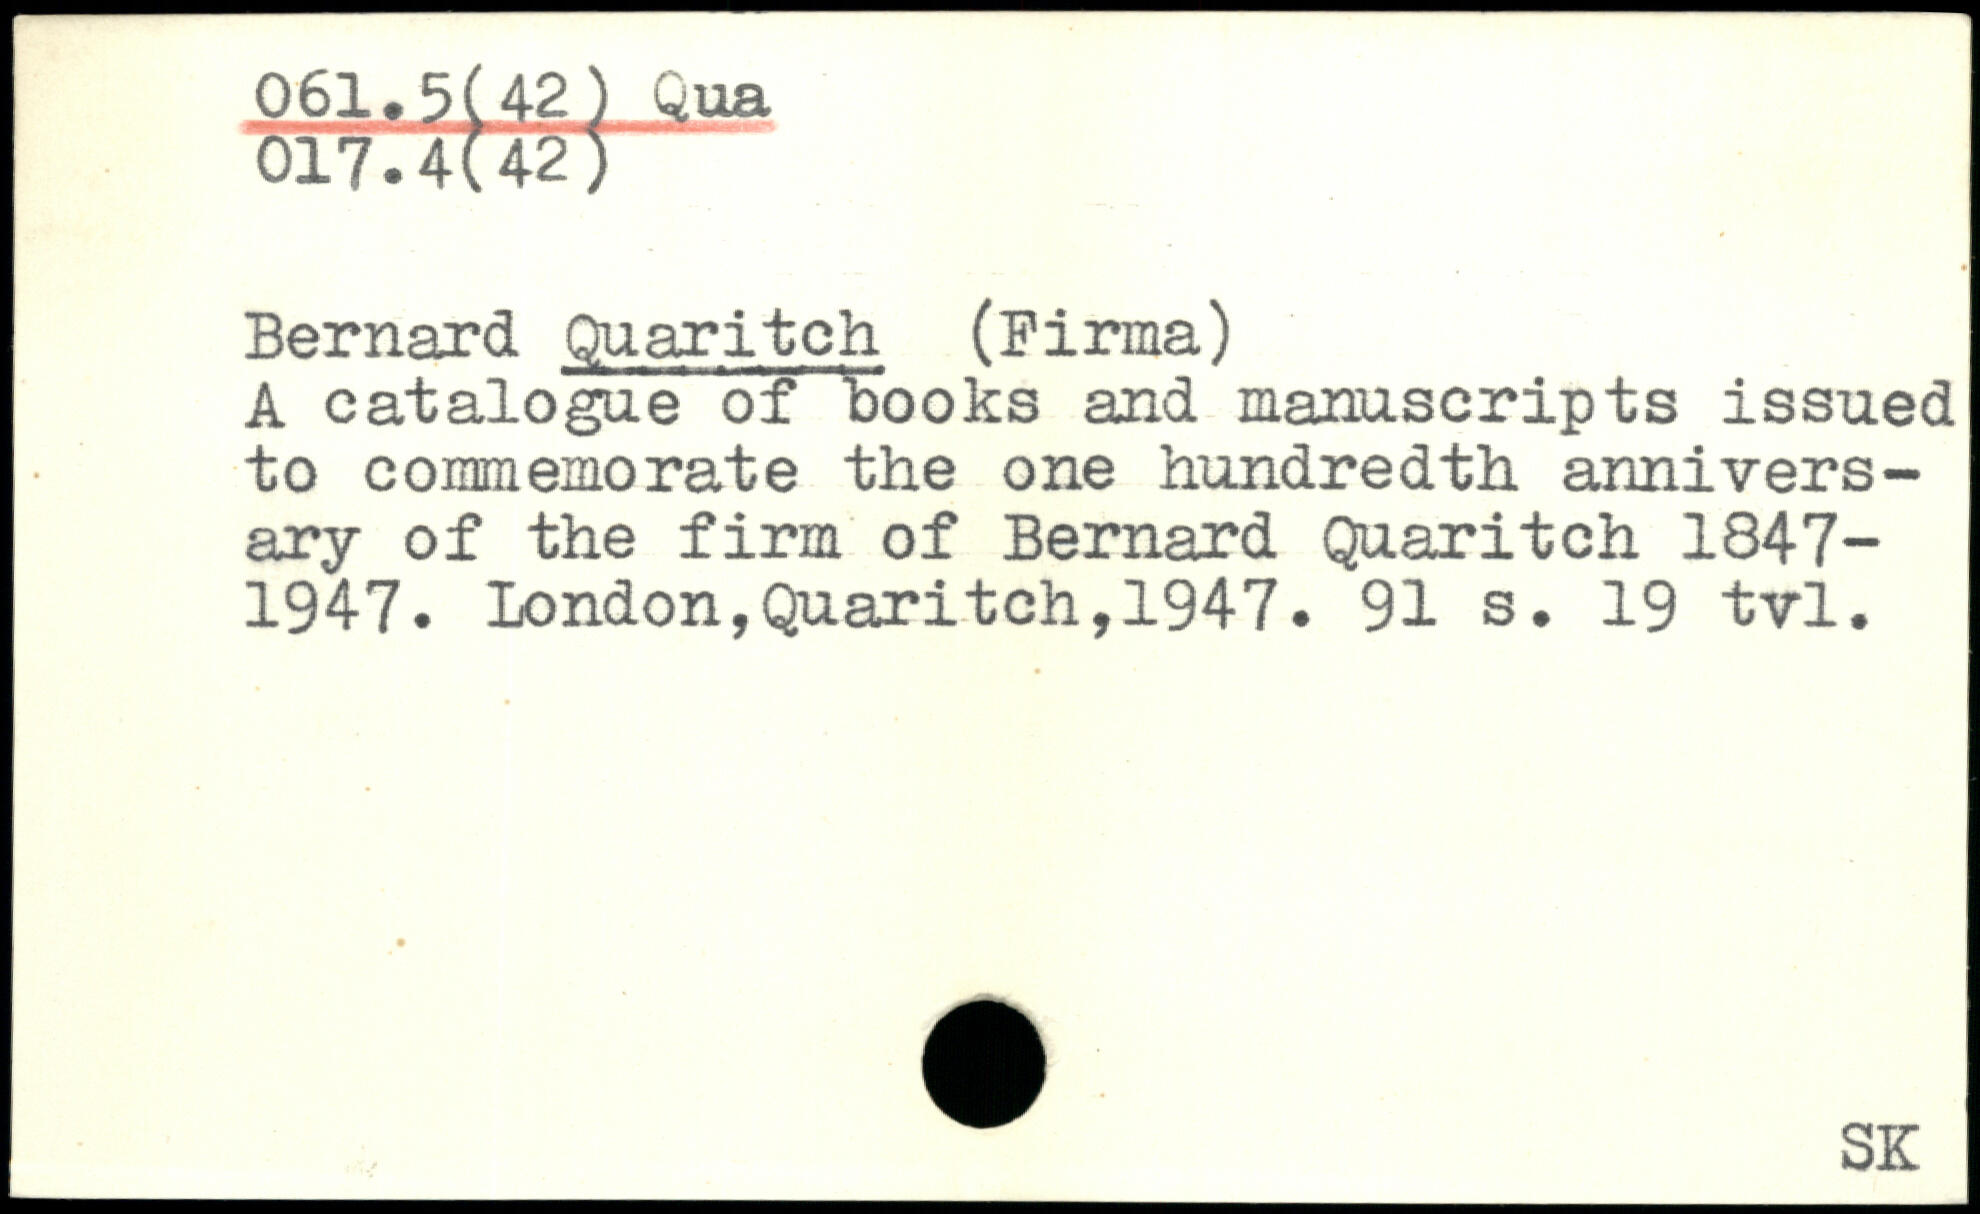 061.5(42) Qua
017.4(42)
Bernard Quaritch (Firma)
A catalogue of books and manuscripts issued
to commemorate the one hundredth annivers-
ary of the firm of Bernard Quaritch 1847-
1947. London,Quaritch,1947. 91 s. 19 tvl.
SK